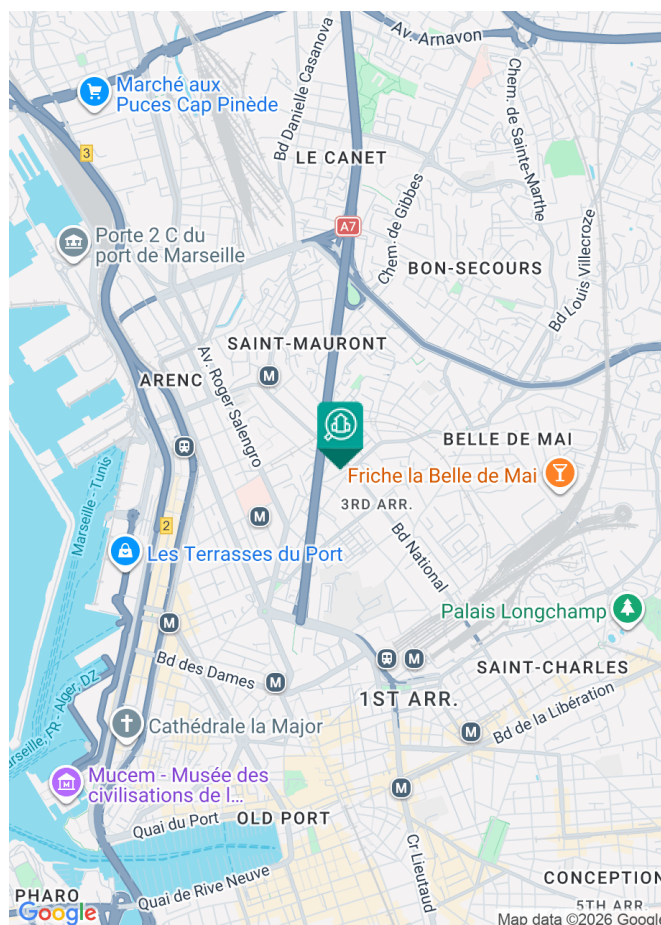 Av. Arnavon
Bd Danielle Casanova
Marché aux
Puces Cap Pinède
Chem. de Sainte-Marthe
3
LE CANET
Chem. de Gibbes
A7
Porte 2 C du
port de Marseille
BON-SECOURS
Bd Louis Villecroze
SAINT-MAURONT
ARENC
M
Av. Roger Salengro
BELLE DE MAI
Friche la Belle de Mai
Marseille - Tunis
3RD ARR.
M
2
Bd National
Les Terrasses du Port
Palais Longchamp
M
M
Bd des Dames
M
SAINT-CHARLES
1ST ARR.
Bd de la Libération
Cathédrale la Major
M
Marseille, FR - Alger, DZ
Mucem - Musée des
civilisations de l...
M
Quai du Port
OLD PORT
Cr Lieutaud
CONCEPTION
PHARO
Quai de Rive Neuve
5TH ARR.
Google
Map data ©2026 Google